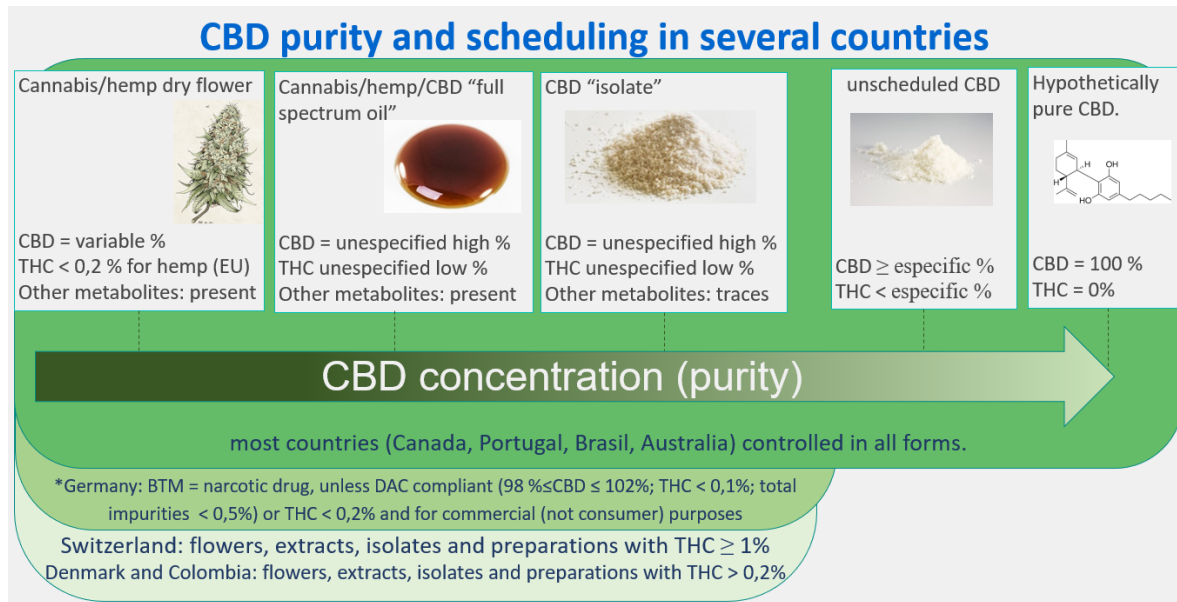 CBD purity and scheduling in several countries
Cannabis/hemp dry flower
CBD = variable %
THC < 0,2 % for hemp (EU)
Other metabolites: present
Cannabis/hemp/CBD “full
spectrum oil”
CBD = unespecified high %
THC unespecified low %
Other metabolites: present
CBD “isolate”
CBD = unespecified high %
THC unespecified low %
Other metabolites: traces
unscheduled CBD
CBD ≥ especific %
THC < especific %
Hypothetically
pure CBD.
H
OH
H
HO
CBD = 100 %
THC = 0%
CBD concentration (purity)
most countries (Canada, Portugal, Brasil, Australia) controlled in all forms.
*Germany: BTM = narcotic drug, unless DAC compliant (98 %≤CBD ≤ 102%; THC < 0,1%; total
impurities < 0,5%) or THC < 0,2% and for commercial (not consumer) purposes
Switzerland: flowers, extracts, isolates and preparations with THC ≥ 1%
Denmark and Colombia: flowers, extracts, isolates and preparations with THC > 0,2%